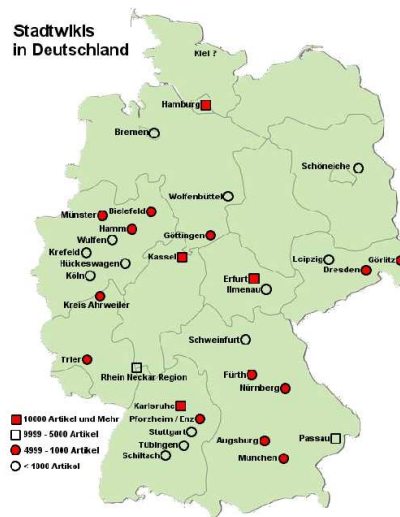 Stadtwikis
in Deutschland
Kiel ?
Hamburg
Bremen
Schöneiche
Wolfenbüttel
Münster
Bielefeld
Hamm
Göttingen
Wulfen
Krefeld
Kassel
Hückeswagen
Köln
Leipzig
Görlitz
Dresden
Erfurt
Ilmenau
Kreis Ahrweiler
Schweinfurt
Trier
Rhein Neckar Region
Fürth
Nürnberg
Karlsruhe
Pforzheim / Enz
Stuttgart
Tübingen
Schiltach
Augsburg
Passau
Munchen
10000 Artikel und Mehr
9999 - 5000 Artikel
4999 - 1000 Artikel
< 1000 Artikel